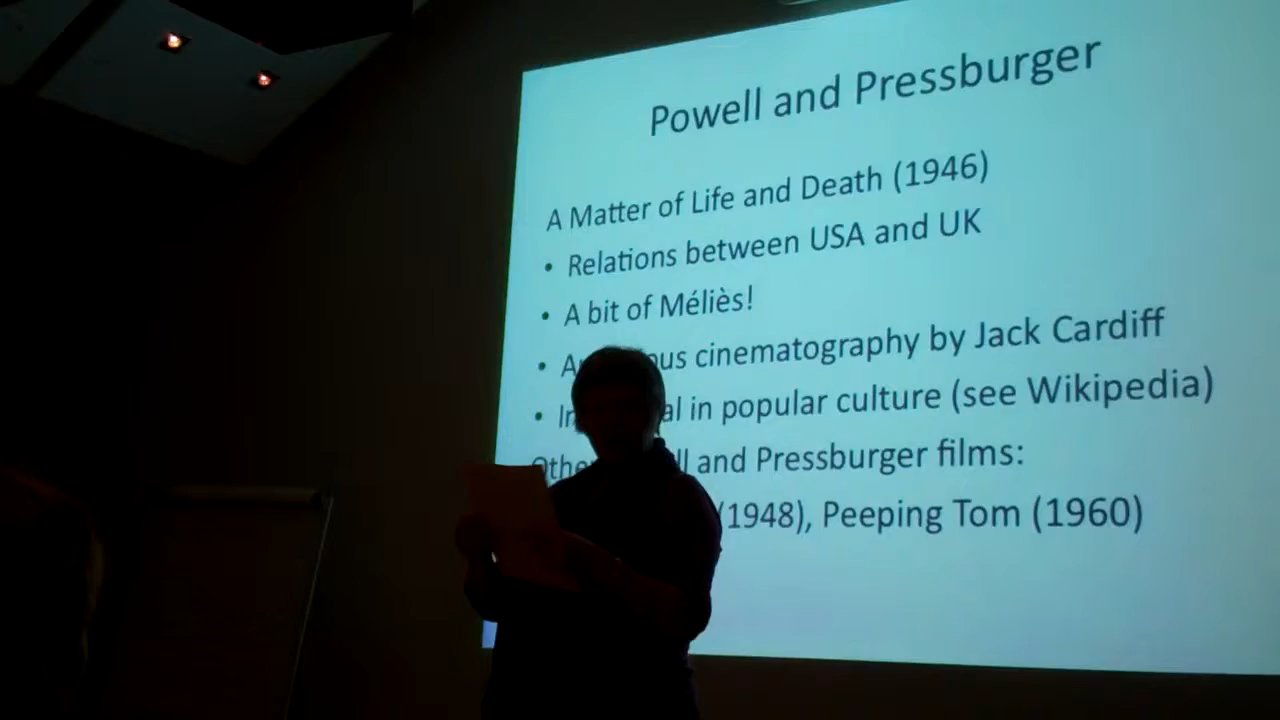 Powell and Pressburger
A Matter of Life and Death (1946)
• Relations between USA and UK
• A bit of Méliès!
• cinematography by Jack Cardiff
• in popular culture (see Wikipedia)
and Pressburger films:
(1948), Peeping Tom (1960)